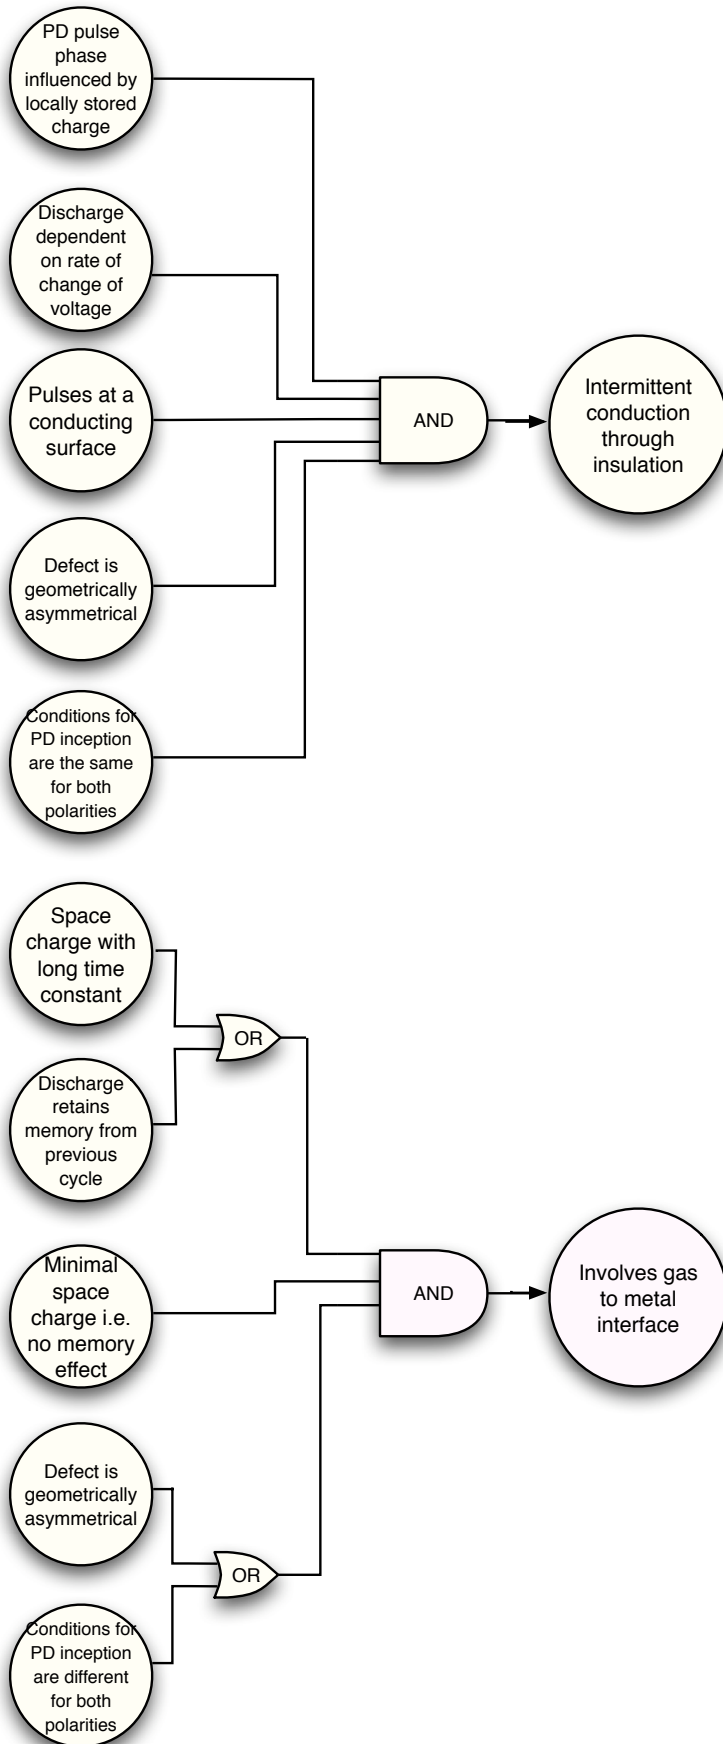 PD pulse
phase
influenced by
locally stored
charge
Discharge
dependent
on rate of
change of
voltage
Pulses at a
conducting
surface
AND
Intermittent
conduction
through
insulation
Defect is
geometrically
asymmetrical
Conditions for
PD inception
are the same
for both
polarities
Space
charge with
long time
constant
OR
Discharge
retains
memory from
previous
cycle
Minimal
space
charge i.e.
no memory
effect
AND
Involves gas
to metal
interface
Defect is
geometrically
asymmetrical
OR
Conditions for
PD inception
are different
for both
polarities